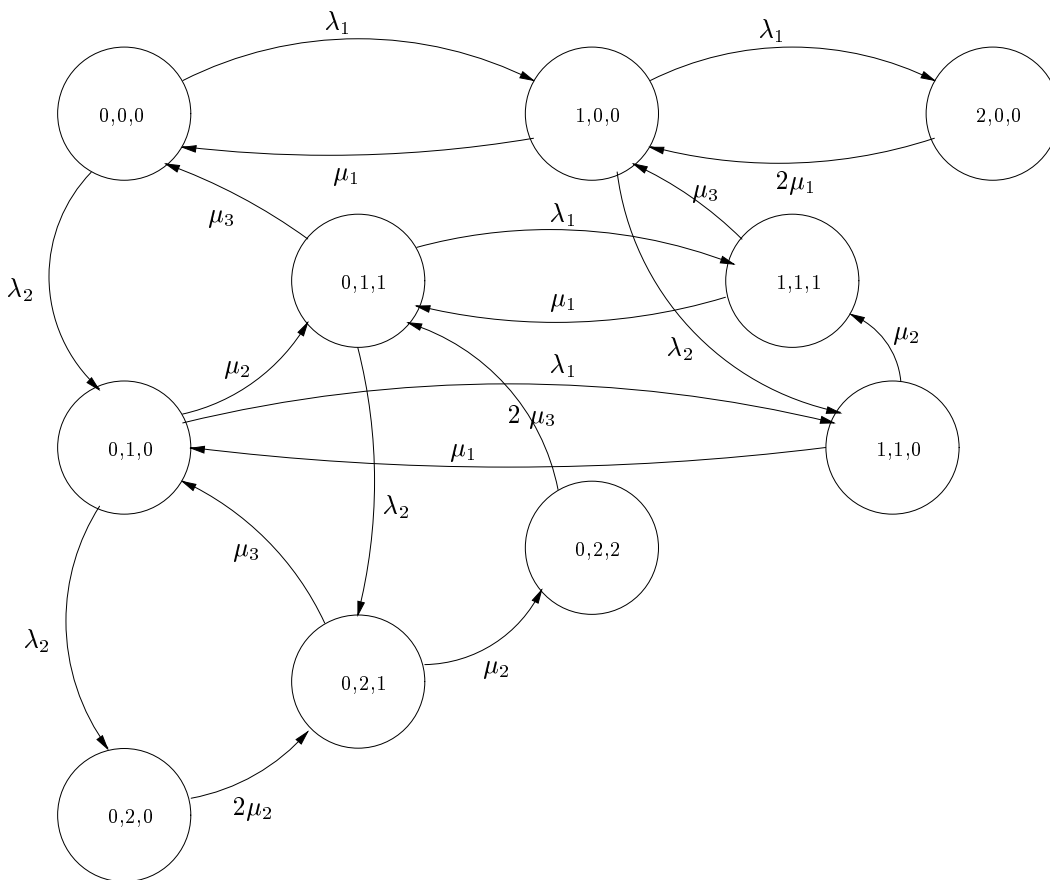 λ₁
λ₁
0,0,0
1,0,0
2,0,0
μ₁
2μ₁
μ₃
μ₃
λ₁
λ₂
0,1,1
1,1,1
μ₁
μ₂
λ₂
μ₂
λ₁
2 μ₃
0,1,0
μ₁
1,1,0
λ₂
μ₃
0,2,2
λ₂
0,2,1
μ₂
2μ₂
0,2,0